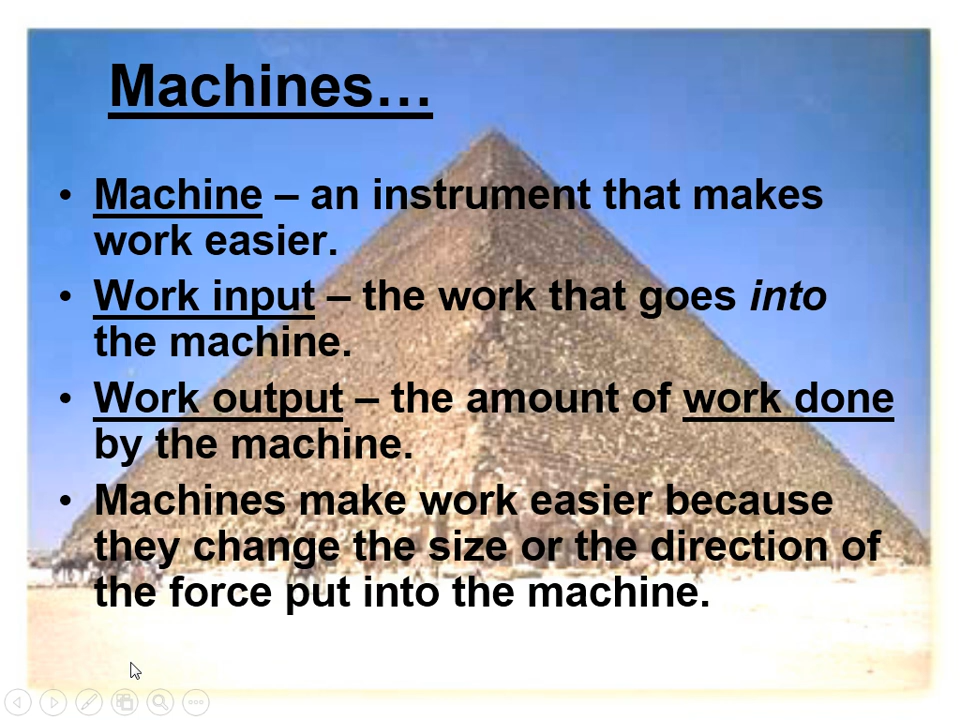 Machines…
• Machine – an instrument that makes
work easier.
• Work input – the work that goes into
the machine.
• Work output – the amount of work done
by the machine.
• Machines make work easier because
they change the size or the direction of
the force put into the machine.